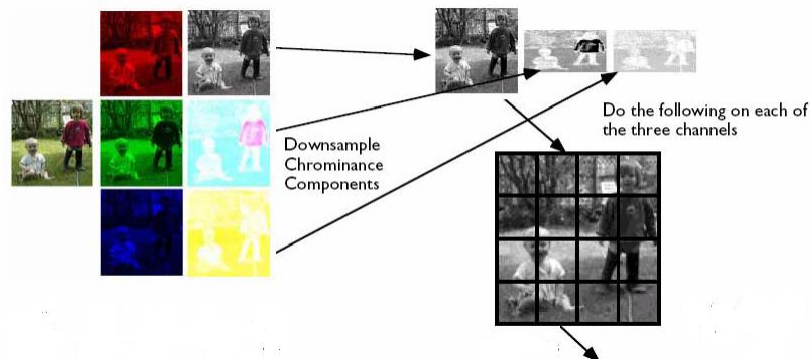 Downsample
Chrominance
Components
Do the following on each of
the three channels